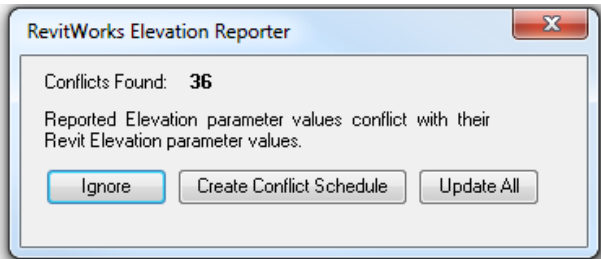 RevitWorks Elevation Reporter
Conflicts Found: 36
Reported Elevation parameter values conflict with their
Revit Elevation parameter values.
Ignore Create Conflict Schedule Update All